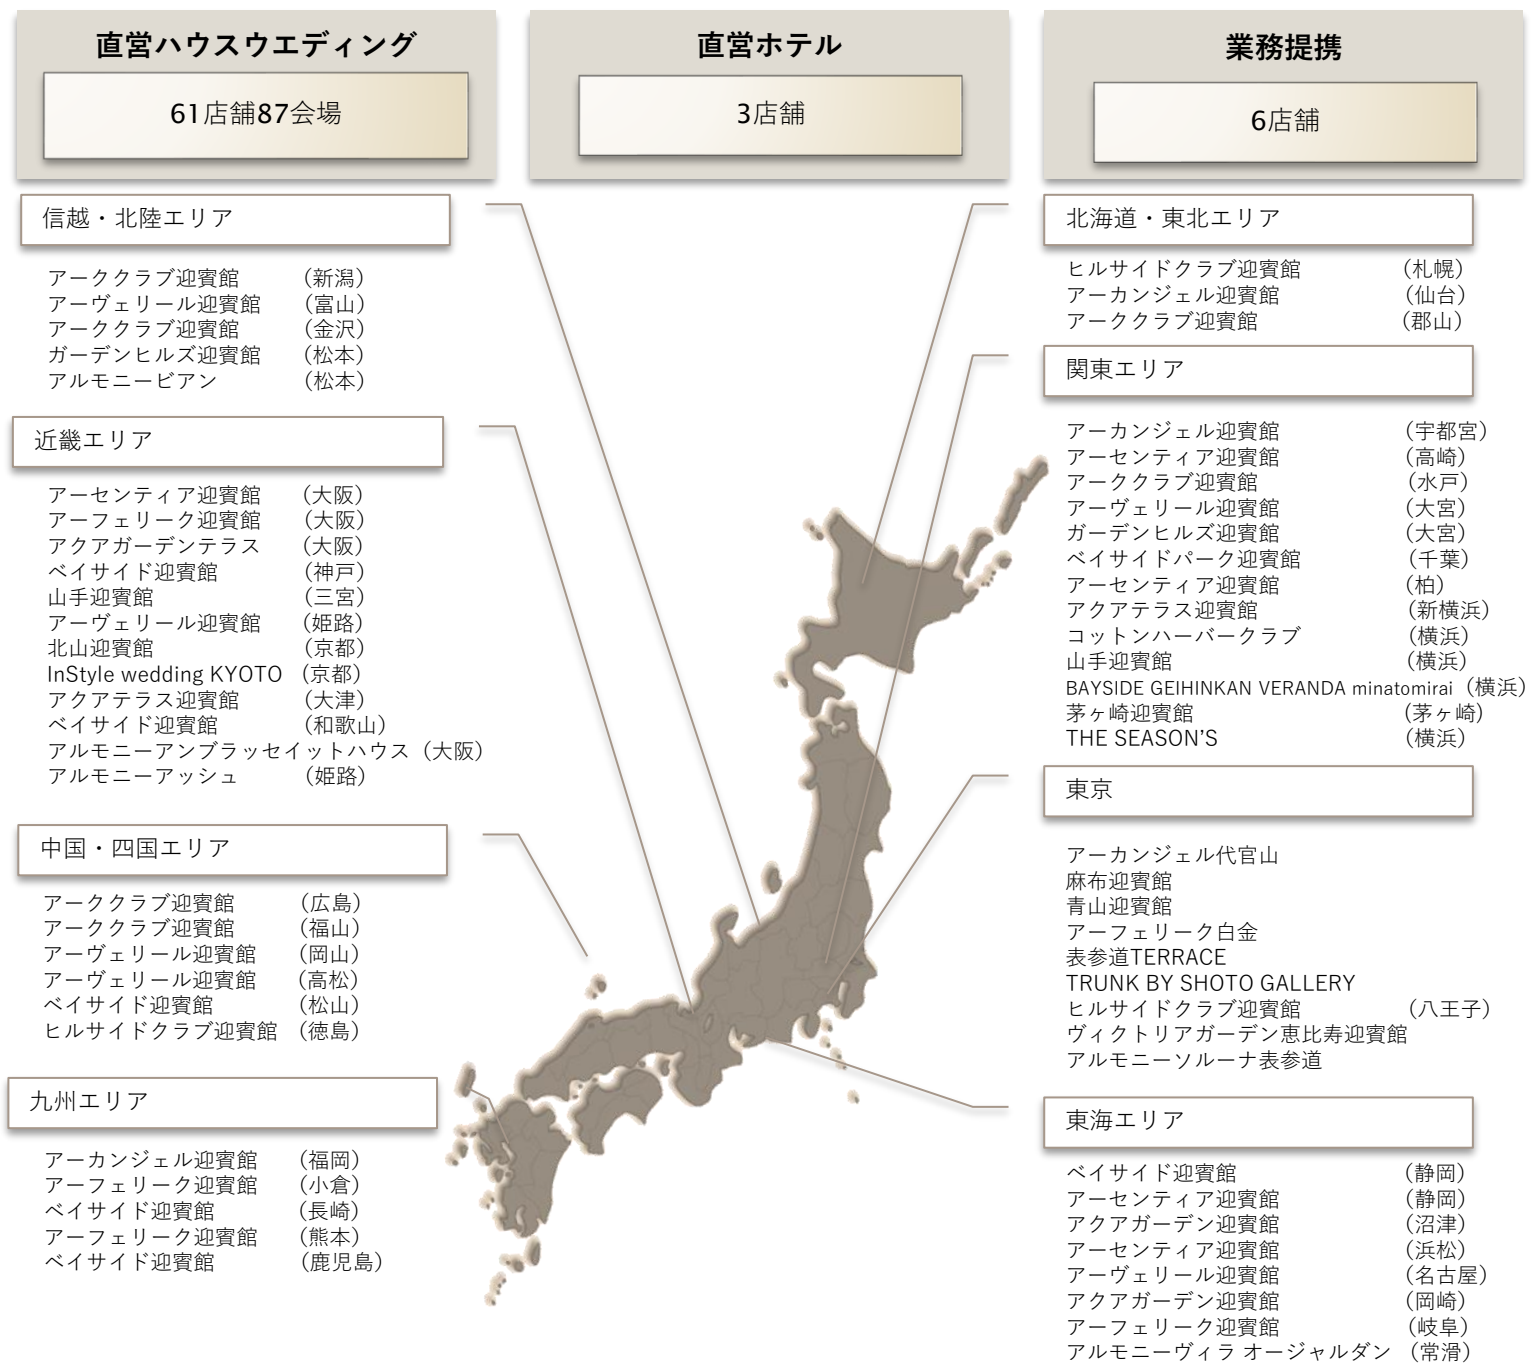 直営ハウスウエディング
61店舗87会場
直営ホテル
3店舗
業務提携
6店舗
信越・北陸エリア
アーククラブ迎賓館 （新潟）
アーヴェリール迎賓館 （富山）
アーククラブ迎賓館 （金沢）
ガーデンヒルズ迎賓館 （松本）
アルモニービアン （松本）
近畿エリア
アーセンティア迎賓館 （大阪）
アーフェリーク迎賓館 （大阪）
アクアガーデンテラス （大阪）
ベイサイド迎賓館 （神戸）
山手迎賓館 （三宮）
アーヴェリール迎賓館 （姫路）
北山迎賓館 （京都）
InStyle wedding KYOTO （京都）
アクアテラス迎賓館 （大津）
ベイサイド迎賓館 （和歌山）
アルモニーアンブラッセイットハウス（大阪）
アルモニーアッシュ （姫路）
中国・四国エリア
アーククラブ迎賓館 （広島）
アーククラブ迎賓館 （福山）
アーヴェリール迎賓館 （岡山）
アーヴェリール迎賓館 （高松）
ベイサイド迎賓館 （松山）
ヒルサイドクラブ迎賓館 （徳島）
九州エリア
アーカンジェル迎賓館 （福岡）
アーフェリーク迎賓館 （小倉）
ベイサイド迎賓館 （長崎）
アーフェリーク迎賓館 （熊本）
ベイサイド迎賓館 （鹿児島）
北海道・東北エリア
ヒルサイドクラブ迎賓館 （札幌）
アーカンジェル迎賓館 （仙台）
アーククラブ迎賓館 （郡山）
関東エリア
アーカンジェル迎賓館 （宇都宮）
アーセンティア迎賓館 （高崎）
アーククラブ迎賓館 （水戸）
アーヴェリール迎賓館 （大宮）
ガーデンヒルズ迎賓館 （大宮）
ベイサイドパーク迎賓館 （千葉）
アーセンティア迎賓館 （柏）
アクアテラス迎賓館 （新横浜）
コットンハーバークラブ （横浜）
山手迎賓館 （横浜）
BAYSIDE GEIHINKAN VERANDA minatomirai（横浜）
茅ヶ崎迎賓館 （茅ヶ崎）
THE SEASON’S （横浜）
東京
アーカンジェル代官山
麻布迎賓館
青山迎賓館
アーフェリーク白金
表参道TERRACE
TRUNK BY SHOTO GALLERY
ヒルサイドクラブ迎賓館 （八王子）
ヴィクトリアガーデン恵比寿迎賓館
アルモニーソルーナ表参道
東海エリア
ベイサイド迎賓館 （静岡）
アーセンティア迎賓館 （静岡）
アクアガーデン迎賓館 （沼津）
アーセンティア迎賓館 （浜松）
アーヴェリール迎賓館 （名古屋）
アクアガーデン迎賓館 （岡崎）
アーフェリーク迎賓館 （岐阜）
アルモニーヴィラ オージャルダン （常滑）